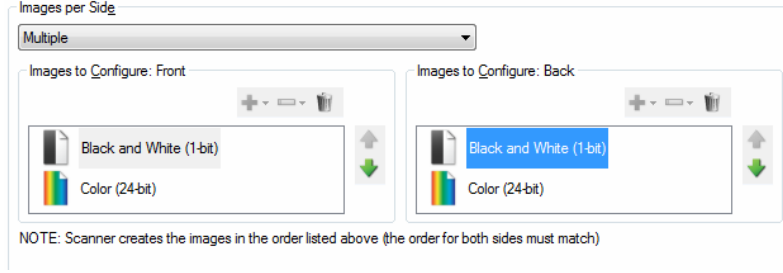 Images per Side
Multiple
Images to Configure: Front
Images to Configure: Back
Black and White (1-bit)
Color (24-bit)
Black and White (1-bit)
Color (24-bit)
NOTE: Scanner creates the images in the order listed above (the order for both sides must match)